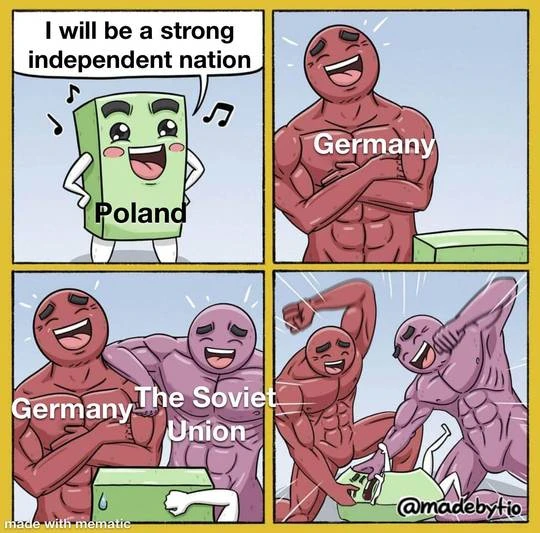 I will be a strong
independent nation
Poland
Germany
Germany
The Soviet
Union
made with mematic
@madebytio